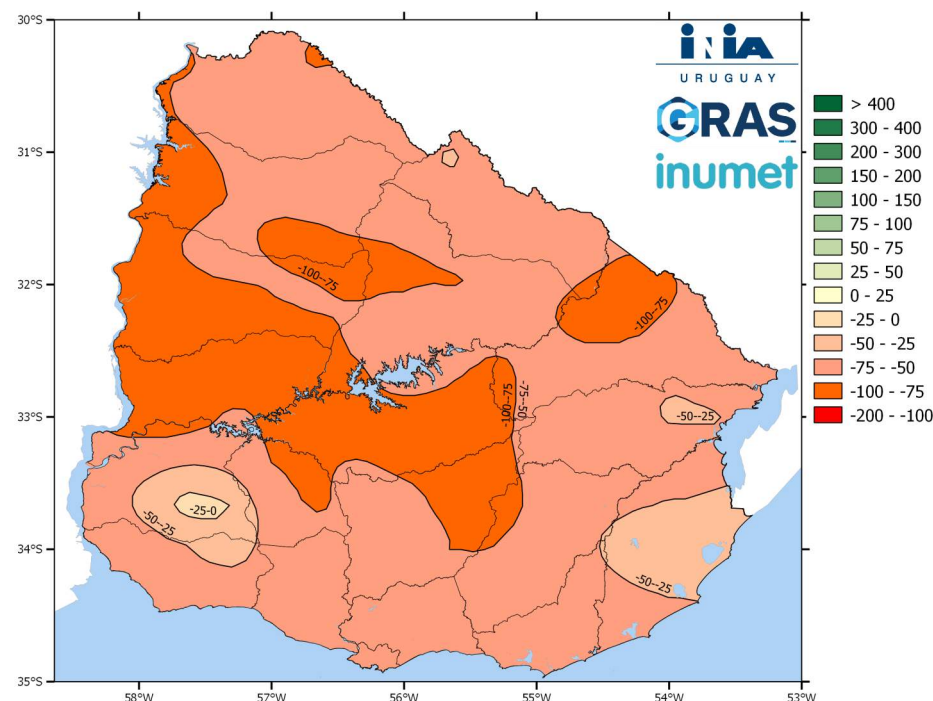 30°S
31°S
32°S
33°S
34°S
35°S
58°W
57°W
56°W
55°W
54°W
53°W
iNiA
URUGUAY
GRAS
inumet
> 400
300 - 400
200 - 300
150 - 200
100 - 150
75 - 100
50 - 75
25 - 50
0 - 25
-25 - 0
-50 - -25
-75 - -50
-100 - -75
-200 - -100
-100--75
-100--75
-100--75
-75--50
-50--25
-25-0
-50--25
-50--25